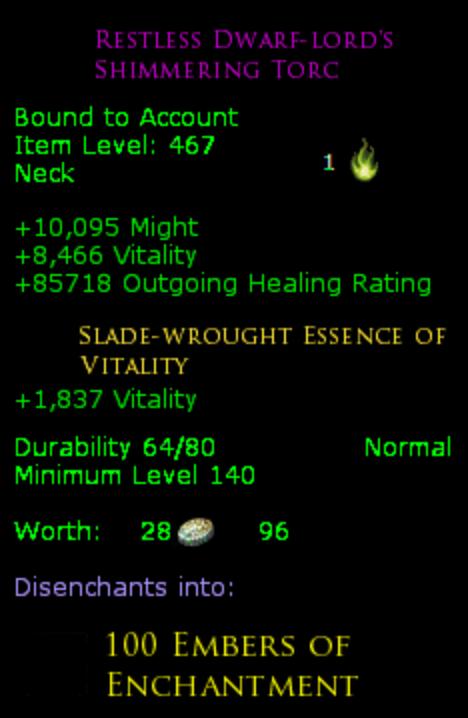 Restless Dwarf-lord's
Shimmering Torc
Bound to Account
Item Level: 467
Neck
1
+10,095 Might
+8,466 Vitality
+85718 Outgoing Healing Rating
Slade-wrought Essence of
Vitality
+1,837 Vitality
Durability 64/80 Normal
Minimum Level 140
Worth: 28 96
Disenchants into:
100 Embers of
Enchantment